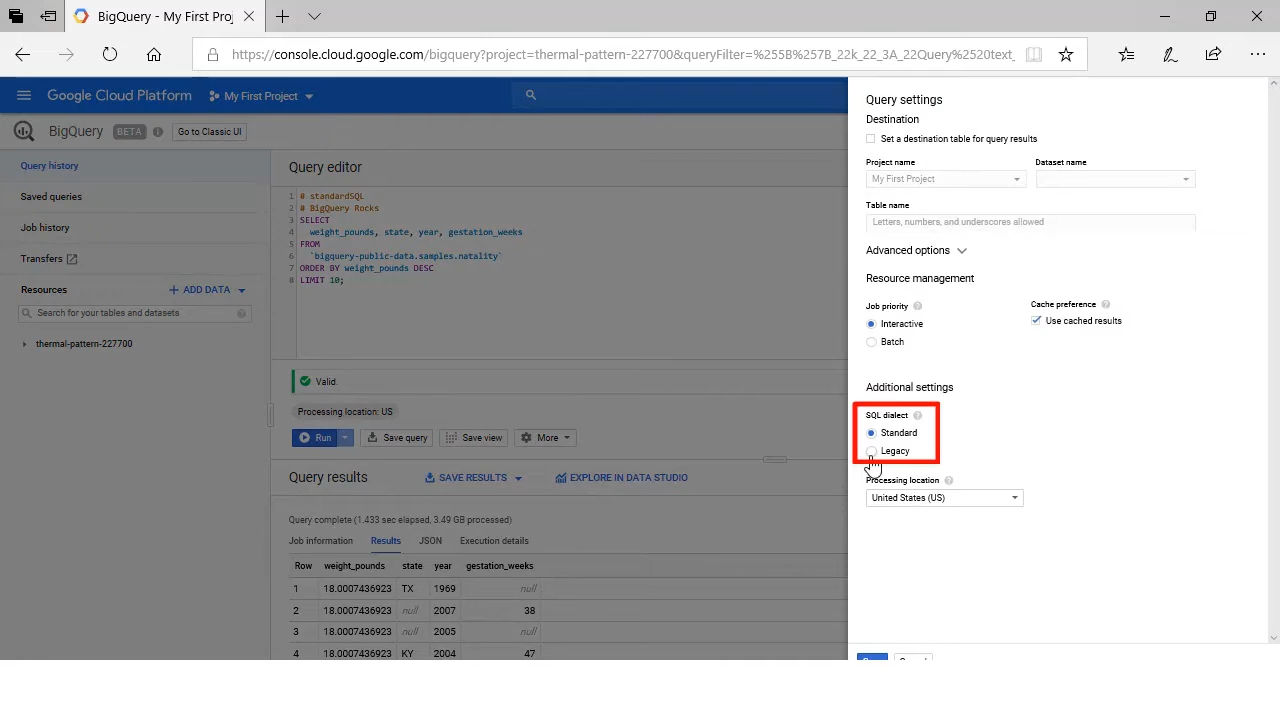 BigQuery - My First Proj
https://console.cloud.google.com/bigquery?project=thermal-pattern-227700&queryFilter=%255B%257B_22k_22_3A_22Query%2520text_
Google Cloud Platform
My First Project
BigQuery
BETA
Go to Classic UI
Query history
Saved queries
Job history
Transfers
Resources
ADD DATA
Search for your tables and datasets
thermal-pattern-227700
Query editor
1 # standardSQL
2 # BigQuery Rocks
3 SELECT
4 weight_pounds, state, year, gestation_weeks
5 FROM
6 `bigquery-public-data.samples.natality`
7 ORDER BY weight_pounds DESC
8 LIMIT 10;
Valid.
Processing location: US
Run
Save query
Save view
More
Query results
SAVE RESULTS
EXPLORE IN DATA STUDIO
Query complete (1.433 sec elapsed, 3.49 GB processed)
Job information Results JSON Execution details
Row weight_pounds state year gestation_weeks
1 18.0007436923 TX 1969 null
2 18.0007436923 null 2007 38
3 18.0007436923 null 2005 null
4 18.0007436923 KY 2004 47
Query settings
Destination
Set a destination table for query results
Project name Dataset name
My First Project
Table name
Letters, numbers, and underscores allowed
Advanced options
Resource management
Job priority Cache preference
Interactive Use cached results
Batch
Additional settings
SQL dialect
Standard
Legacy
Processing location
United States (US)